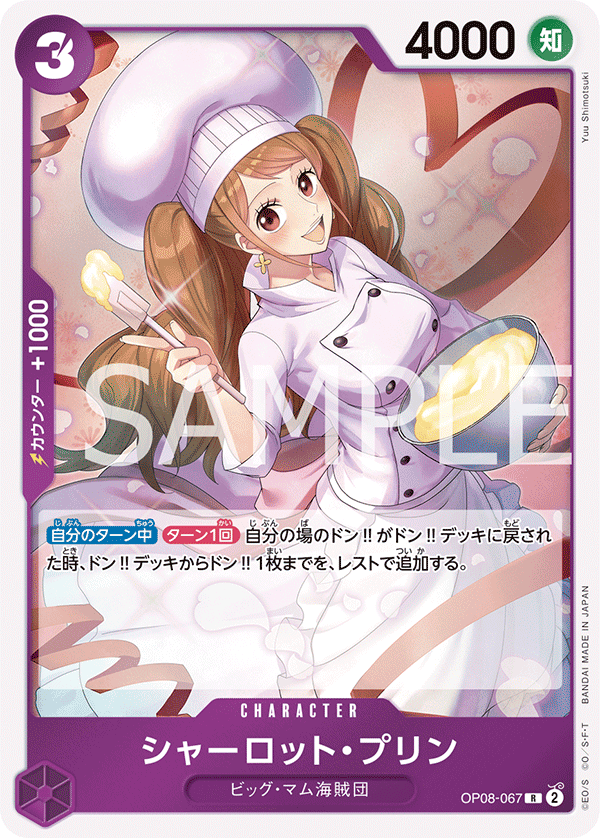 3
4000
知
Yuu Shimotsuki
カウンター +1000
SAMPLE
自分のターン中 ターン1回 自分の場のドン!!がドン!!デッキに戻され
た時、ドン!!デッキからドン!!1枚までを、レストで追加する。
CHARACTER
シャーロット・プリン
ビッグ・マム海賊団
OP08-067 R 2
©EO/S ©O/S・F・T BANDAI MADE IN JAPAN